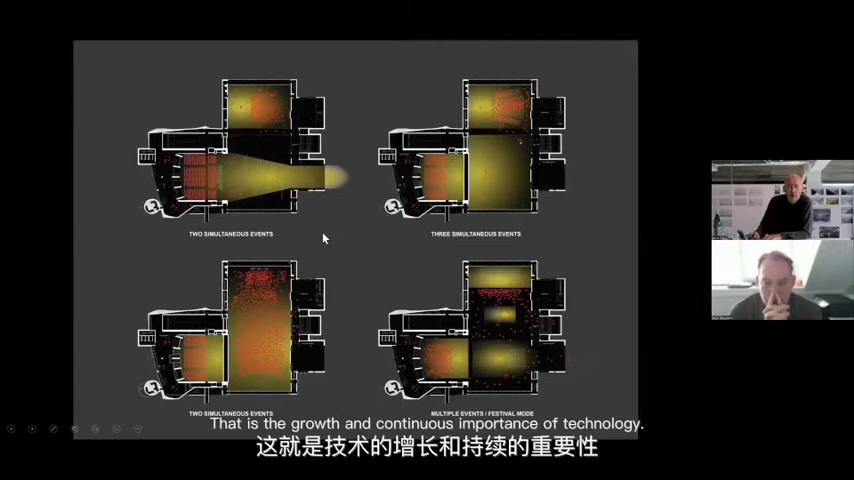 TWO SIMULTANEOUS EVENTS
THREE SIMULTANEOUS EVENTS
TWO SIMULTANEOUS EVENTS
MULTIPLE EVENTS / FESTIVAL MODE
That is the growth and continuous importance of technology.
这就是技术的增长和持续的重要性